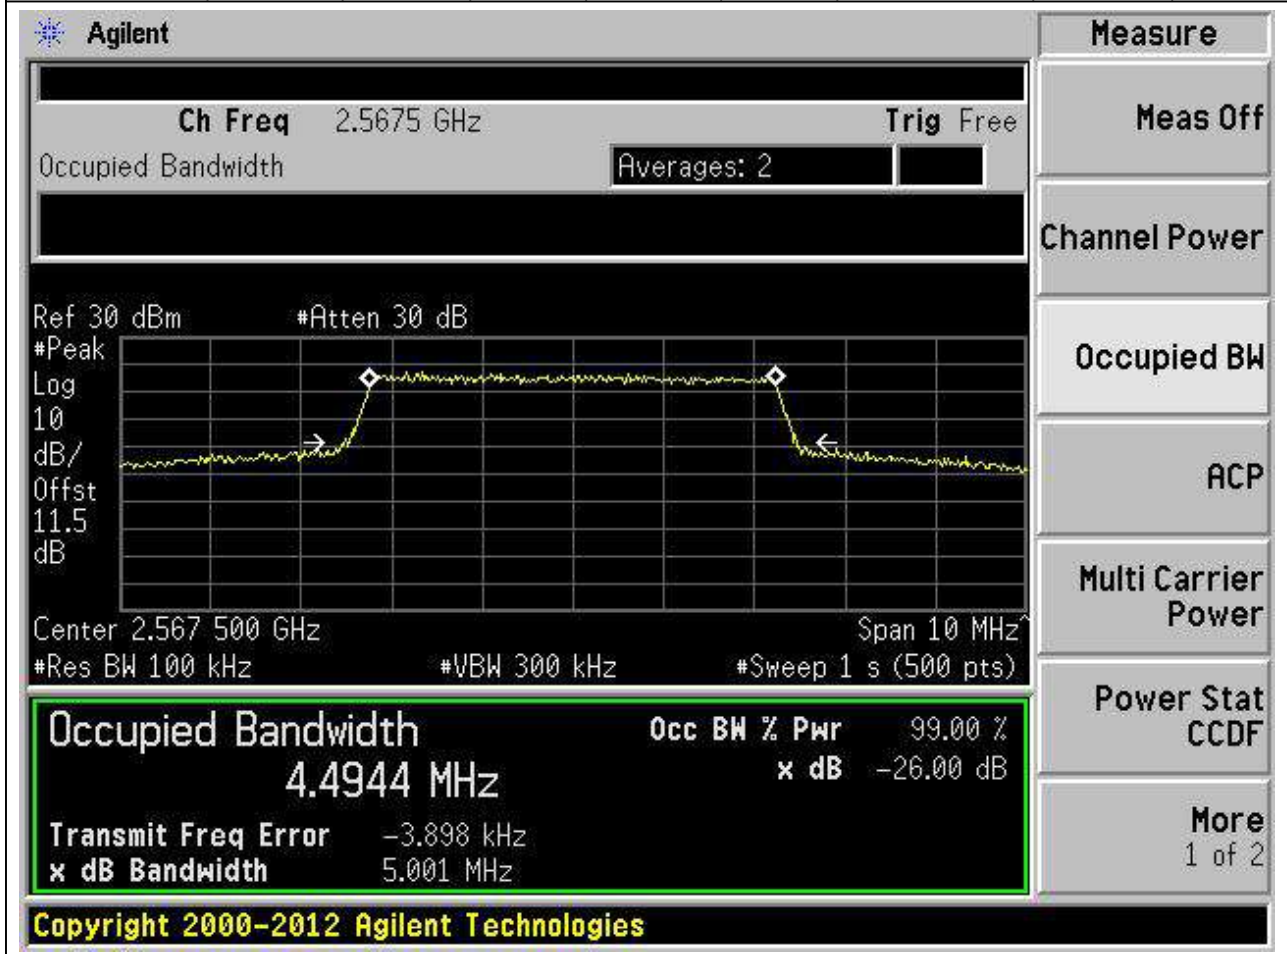 Agilent
Measure
Ch Freq 2.5675 GHz Trig Free
Occupied Bandwidth Averages: 2
Meas Off
Channel Power
Occupied BW
ACP
Multi Carrier
Power
Power Stat
CCDF
More
1 of 2
Ref 30 dBm #Atten 30 dB
#Peak
Log
10
dB/
Offst
11.5
dB
Center 2.567 500 GHz Span 10 MHz^
#Res BW 100 kHz #VBW 300 kHz #Sweep 1 s (500 pts)
Occupied Bandwidth Occ BW % Pwr 99.00 %
4.4944 MHz x dB -26.00 dB
Transmit Freq Error -3.898 kHz
x dB Bandwidth 5.001 MHz
Copyright 2000-2012 Agilent Technologies